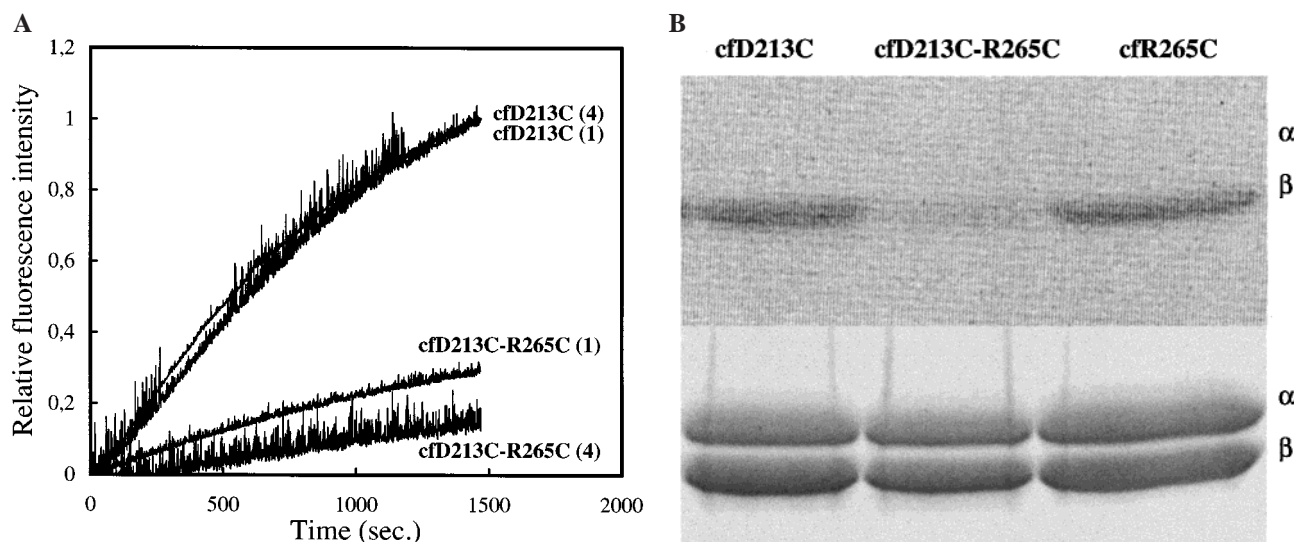 A
Relative fluorescence intensity
1,2
1
0,8
0,6
0,4
0,2
0
cfD213C (4)
cfD213C (1)
cfD213C-R265C (1)
cfD213C-R265C (4)
0 500 1000 1500 2000
Time (sec.)
B
cfD213C cfD213C-R265C cfR265C
α
β
α
β